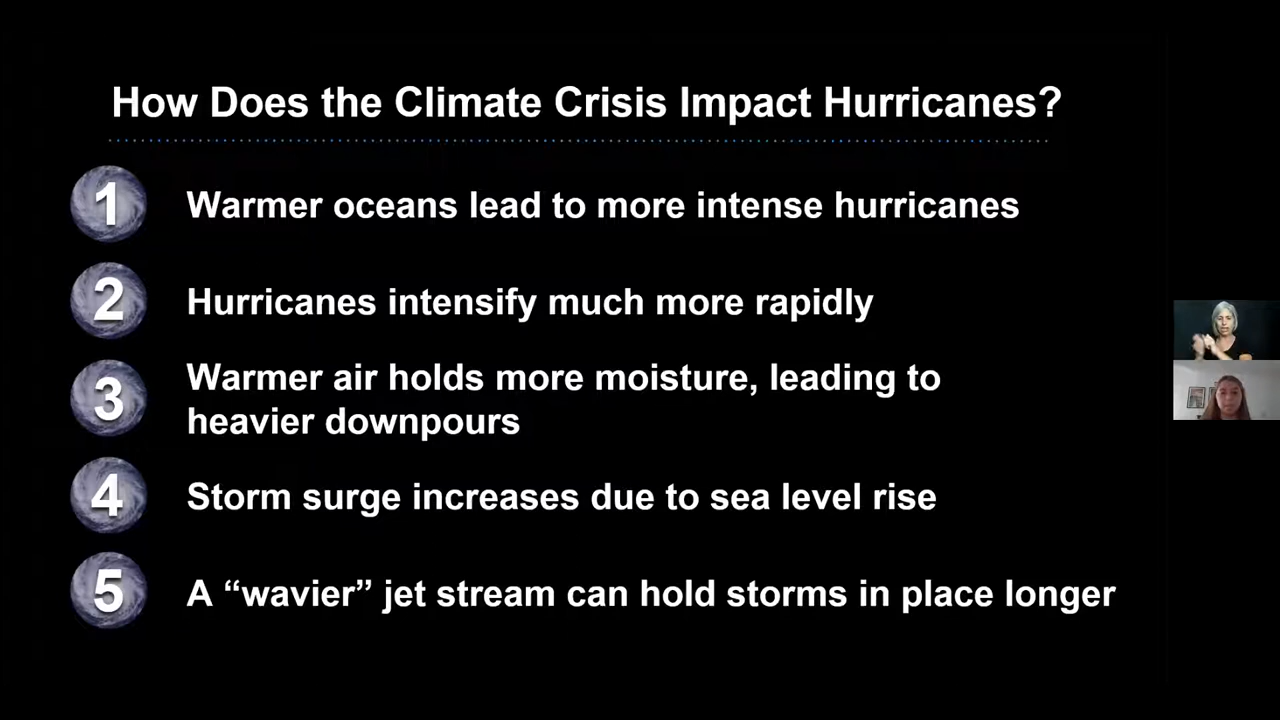 How Does the Climate Crisis Impact Hurricanes?
1 Warmer oceans lead to more intense hurricanes
2 Hurricanes intensify much more rapidly
3 Warmer air holds more moisture, leading to
heavier downpours
4 Storm surge increases due to sea level rise
5 A “wavier” jet stream can hold storms in place longer